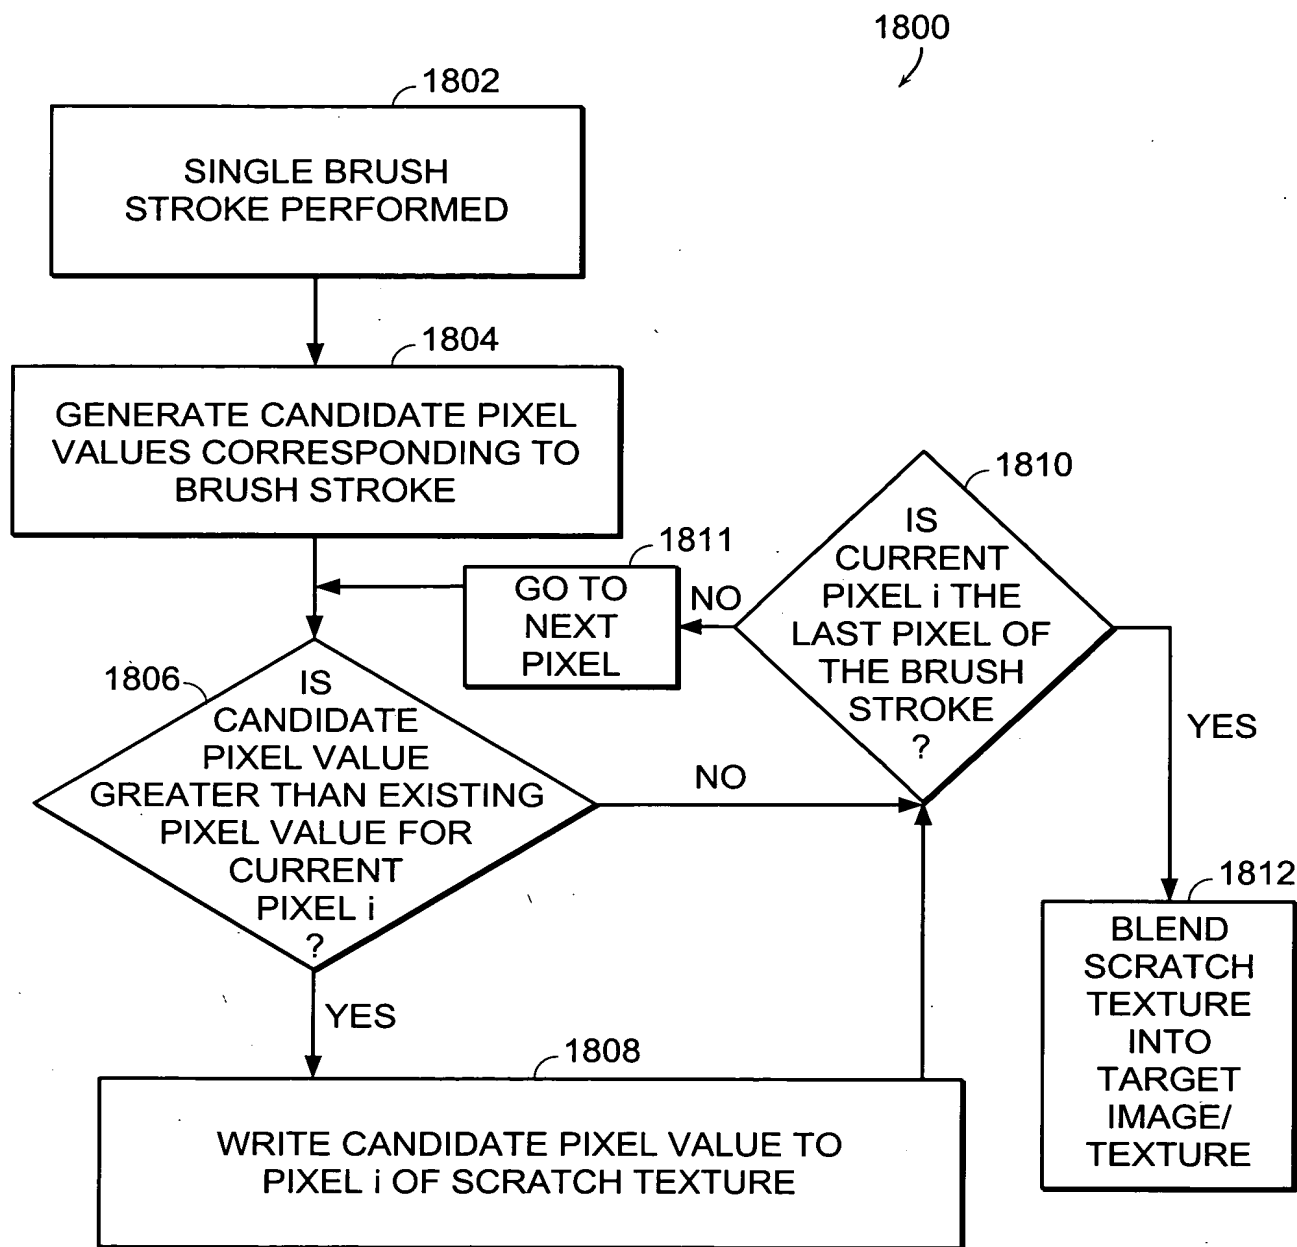 1800
1802
SINGLE BRUSH
STROKE PERFORMED
1804
GENERATE CANDIDATE PIXEL
VALUES CORRESPONDING TO
BRUSH STROKE
1806
IS
CANDIDATE
PIXEL VALUE
GREATER THAN EXISTING
PIXEL VALUE FOR
CURRENT
PIXEL i
?
NO
YES
1808
WRITE CANDIDATE PIXEL VALUE TO
PIXEL i OF SCRATCH TEXTURE
1810
IS
CURRENT
PIXEL i THE
LAST PIXEL OF
THE BRUSH
STROKE
?
NO
1811
GO TO
NEXT
PIXEL
YES
1812
BLEND
SCRATCH
TEXTURE
INTO
TARGET
IMAGE/
TEXTURE